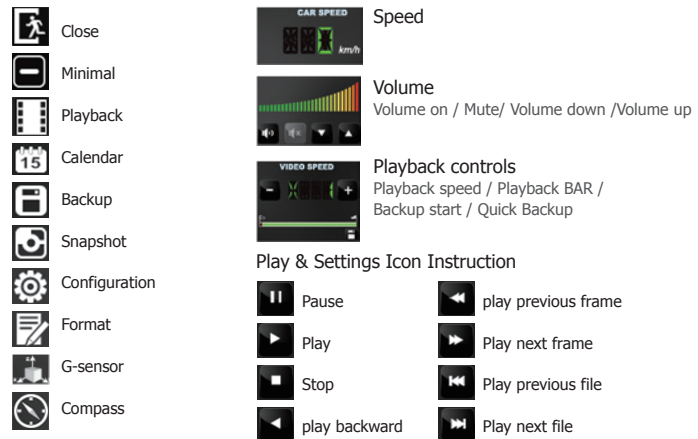 Close
Minimal
Playback
15
Calendar
Backup
Snapshot
Configuration
Format
G-sensor
Compass
CAR SPEED
km/h
Speed
Volume
Volume on / Mute/ Volume down /Volume up
VIDEO SPEED
Playback controls
Playback speed / Playback BAR /
Backup start / Quick Backup
Play & Settings Icon Instruction
Pause
play previous frame
Play
Play next frame
Stop
Play previous file
play backward
Play next file